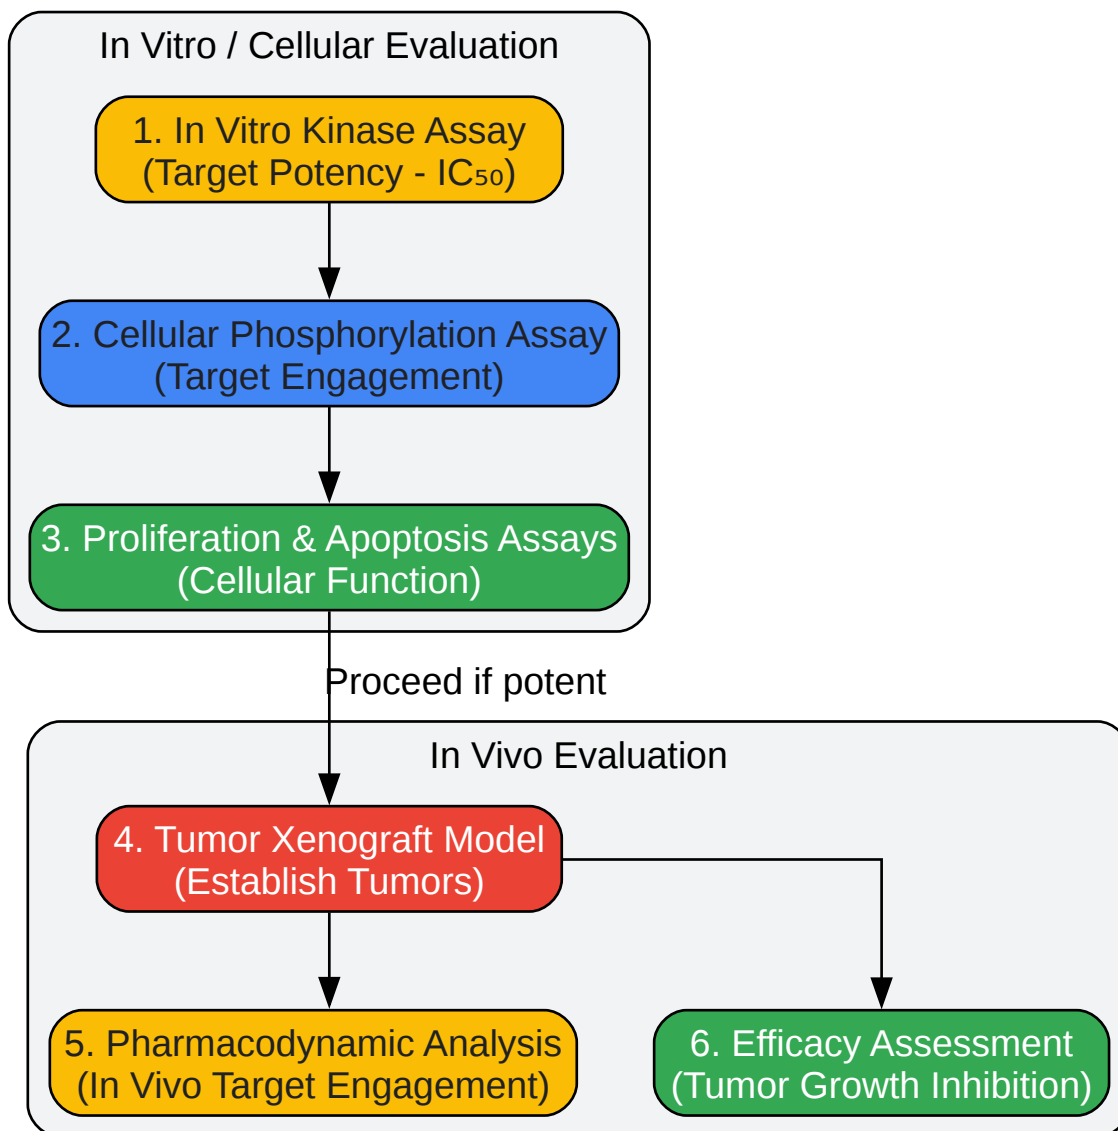 In Vitro / Cellular Evaluation
1. In Vitro Kinase Assay
(Target Potency - IC₅₀)
2. Cellular Phosphorylation Assay
(Target Engagement)
3. Proliferation & Apoptosis Assays
(Cellular Function)
Proceed if potent
In Vivo Evaluation
4. Tumor Xenograft Model
(Establish Tumors)
5. Pharmacodynamic Analysis
(In Vivo Target Engagement)
6. Efficacy Assessment
(Tumor Growth Inhibition)